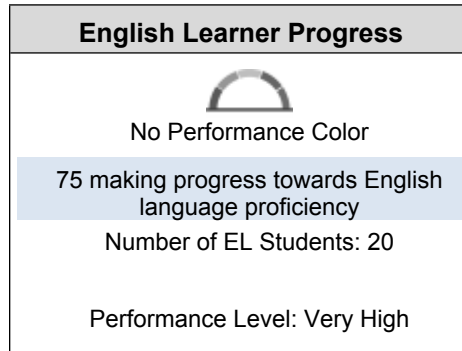 English Learner Progress
No Performance Color
75 making progress towards English
language proficiency
Number of EL Students: 20
Performance Level: Very High